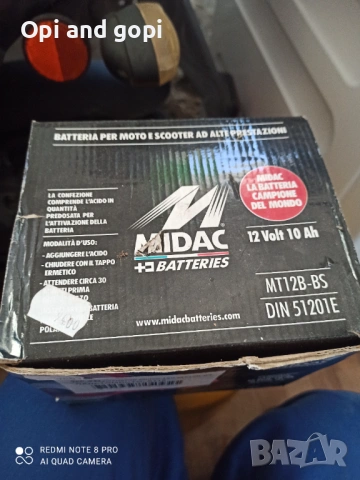 Opi and gopi
BATTERIA PER MOTO E SCOOTER AD ALTE PRESTAZIONI
LA CONFEZIONE
COMPRENDE L'ACIDO IN
QUANTITÀ
PREDOSATA PER
L'ATTIVAZIONE DELLA
BATTERIA
MODALITÀ D'USO:
- AGGIUNGERE L'ACIDO
- CHIUDERE CON IL TAPPO
ERMETICO
- ATTENDERE CIRCA 30
PRIMA
BATTERIA
MIDAC
BATTERIES
www.midacbatteries.com
MIDAC
LA BATTERIA
CAMPIONE
DEL MONDO
12 Volt 10 Ah
MT12B-BS
DIN 51201E
REDMI NOTE 8 PRO
AI QUAD CAMERA
BAZAR